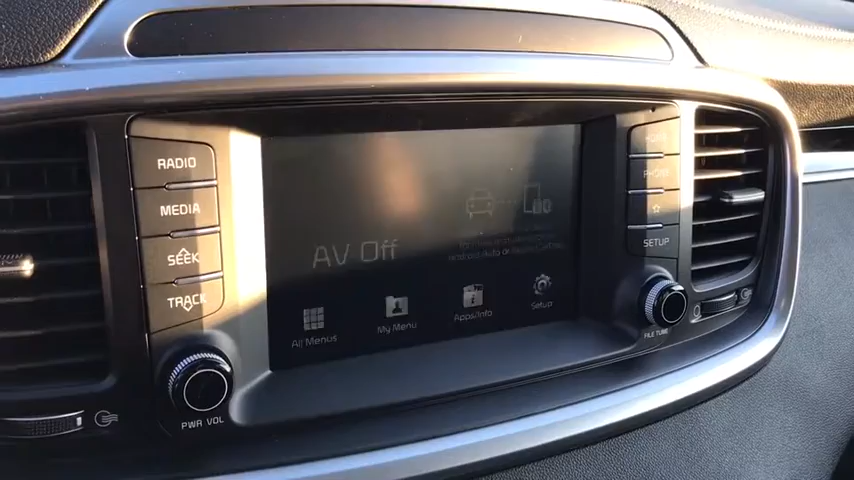 RADIO
MEDIA
SEEK
TRACK
PWR VOL
AV Off
All Menus
My Menu
Apps/Info
Setup
HOME
PHONE
SETUP
FILE TUNE